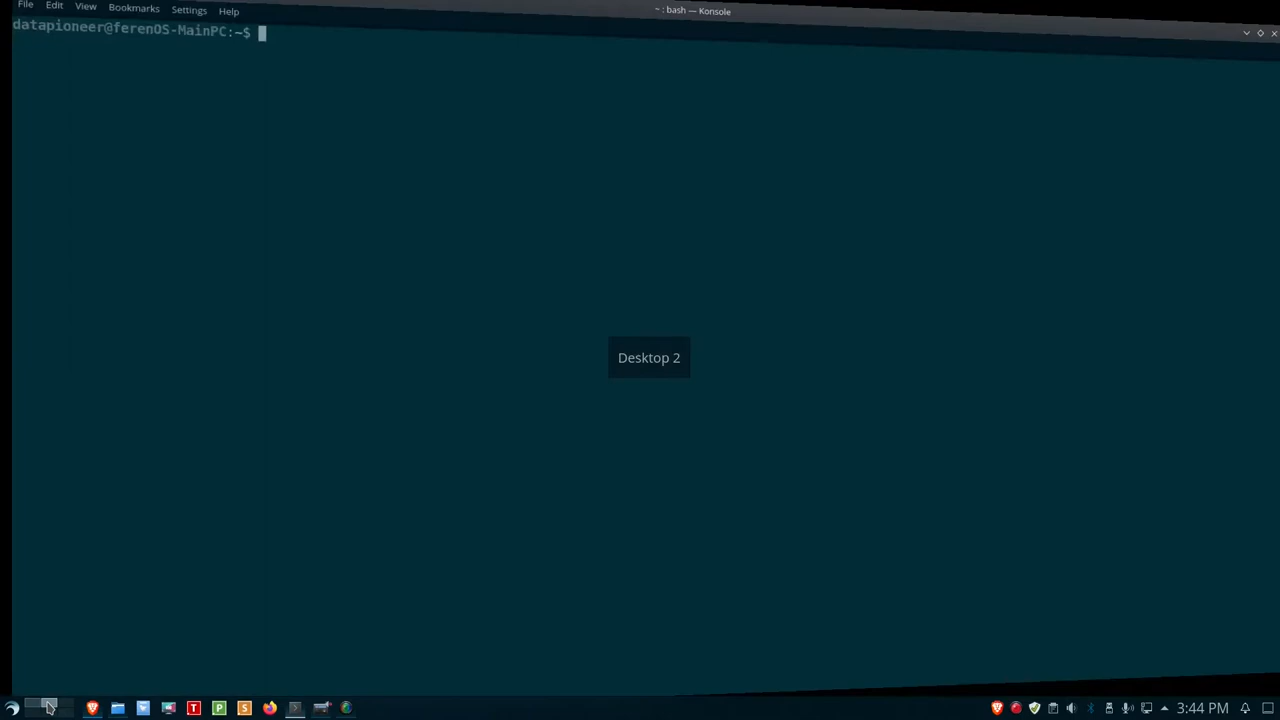 File Edit View Bookmarks Settings Help
~ : bash — Konsole
datapioneer@ferenOS-MainPC:~$
Desktop 2
T P S
3:44 PM